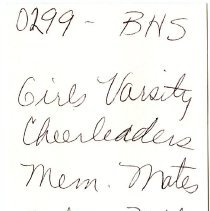 0299 - BHS
Girls Varsity
Cheerleaders
Mem. Mates